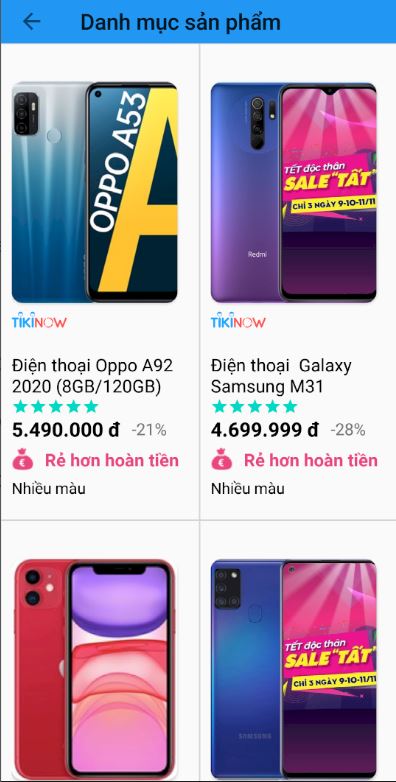 Danh mục sản phẩm
OPPO A53
A
Redmi
TẾT độc thân
SALE "TẤT"
CHỈ 3 NGÀY 9-10-11/11
TIKINOW
TIKINOW
Điện thoại Oppo A92
2020 (8GB/120GB)
5.490.000 đ -21%
Rẻ hơn hoàn tiền
Nhiều màu
Điện thoại  Galaxy
Samsung M31
4.699.999 đ -28%
Rẻ hơn hoàn tiền
Nhiều màu
SAMSUNG
TẾT độc thân
SALE "TẤT"
CHỈ 3 NGÀY 9-10-11/11